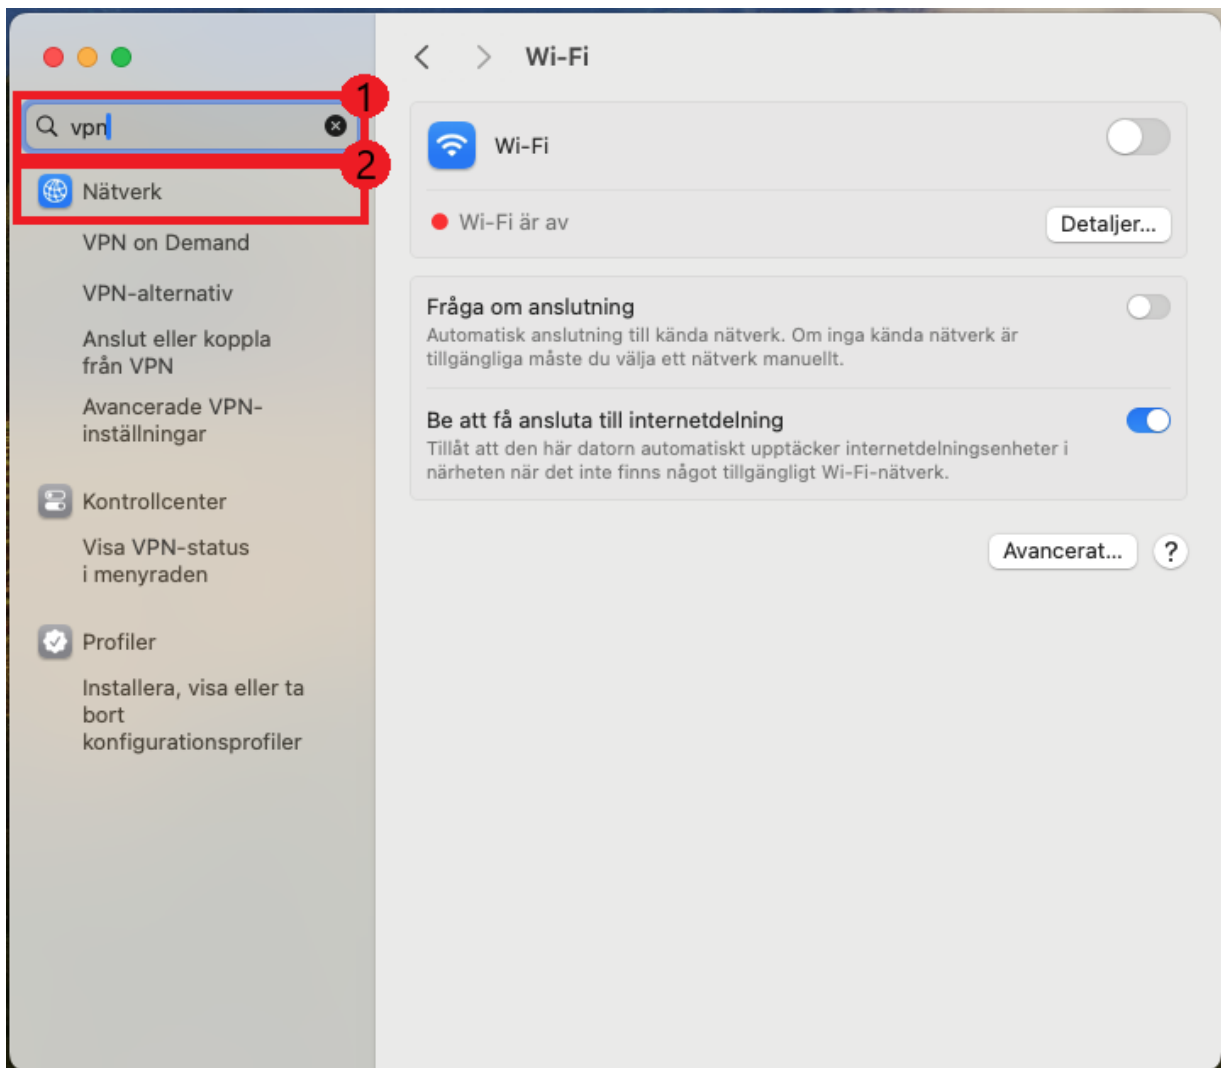 Wi-Fi
1
vpn
2
Nätverk
VPN on Demand
VPN-alternativ
Anslut eller koppla
från VPN
Avancerade VPN-
inställningar
Kontrollcenter
Visa VPN-status
i menyraden
Profiler
Installera, visa eller ta
bort
konfigurationsprofiler
Wi-Fi
Wi-Fi är av
Detaljer...
Fråga om anslutning
Automatisk anslutning till kända nätverk. Om inga kända nätverk är
tillgängliga måste du välja ett nätverk manuellt.
Be att få ansluta till internetdelning
Tillåt att den här datorn automatiskt upptäcker internetdelningsenheter i
närheten när det inte finns något tillgängligt Wi-Fi-nätverk.
Avancerat...
?